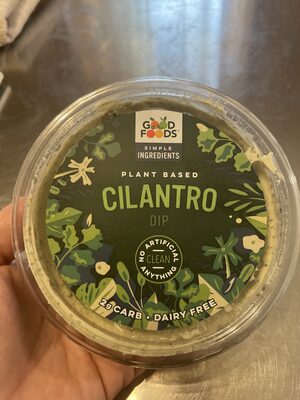 GOOD
FOODS
SIMPLE
INGREDIENTS
PLANT BASED
CILANTRO
DIP
NO ARTIFICIAL
CLEAN
ANYTHING
2g CARB • DAIRY FREE